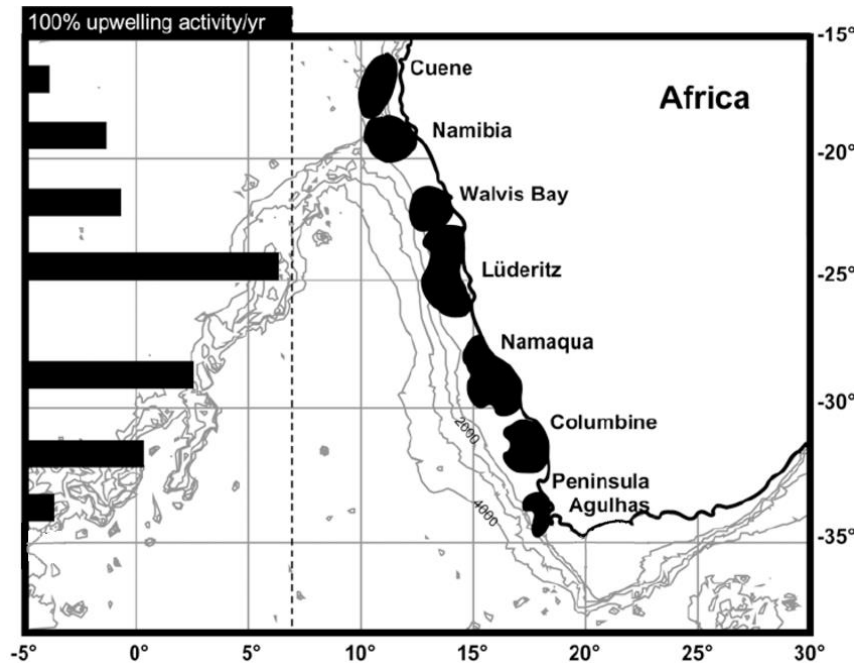 100% upwelling activity/yr
-15°
Cuene
Africa
Namibia
-20°
Walvis Bay
Lüderitz
-25°
Namaqua
-30°
2000
Columbine
Peninsula
Agulhas
4000
-35°
-5° 0° 5° 10° 15° 20° 25° 30°